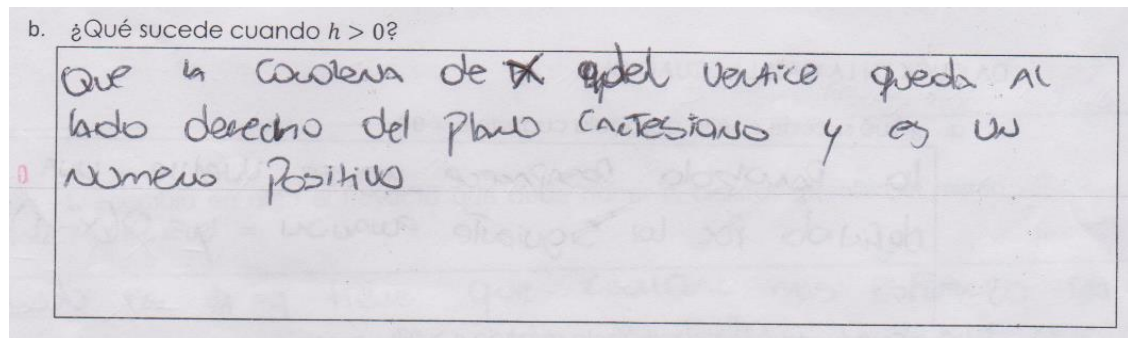 b. ¿Qué sucede cuando h > 0?
Que la coordena de X del vertice queda Al
lado derecho del plano cartesiano y es un
numero Positivo